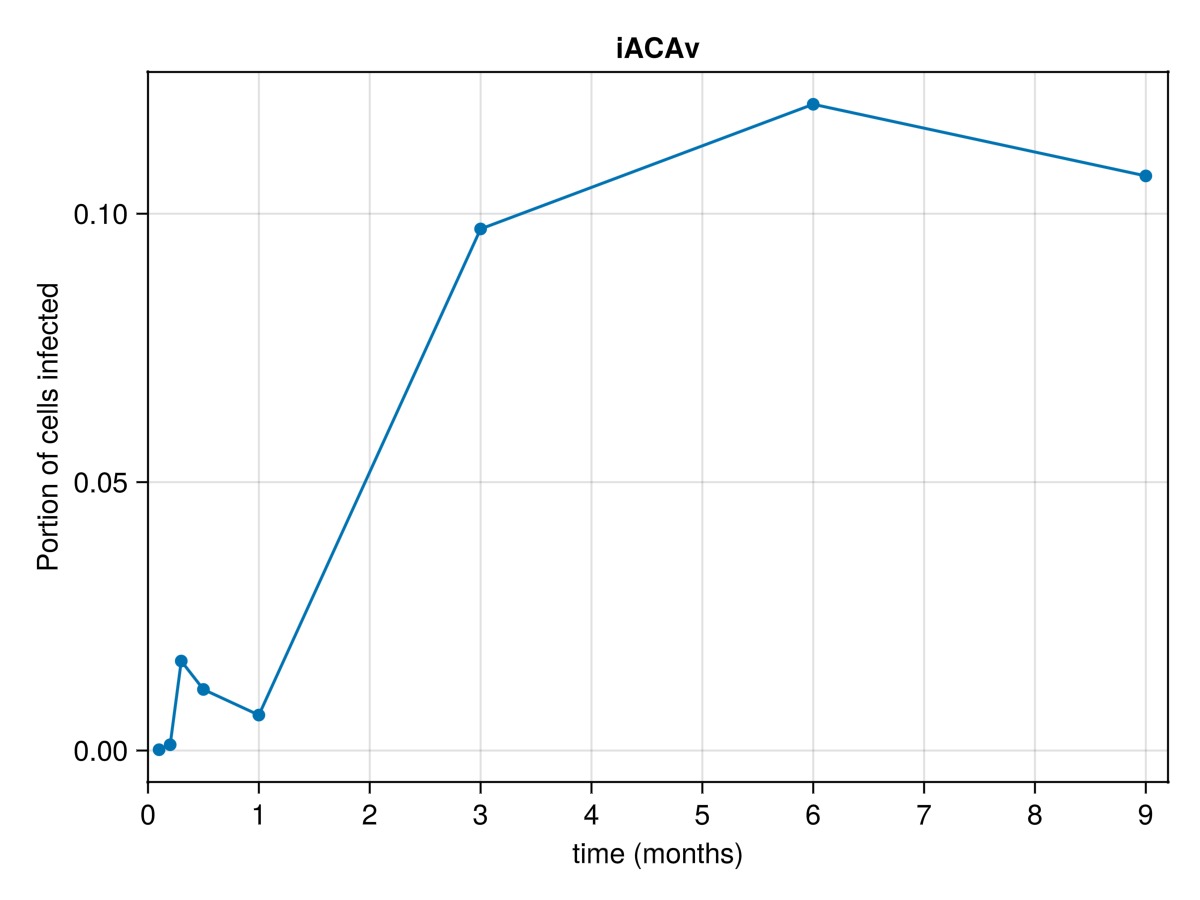 iACAv
Portion of cells infected
0.10
0.05
0.00
0 1 2 3 4 5 6 7 8 9
time (months)